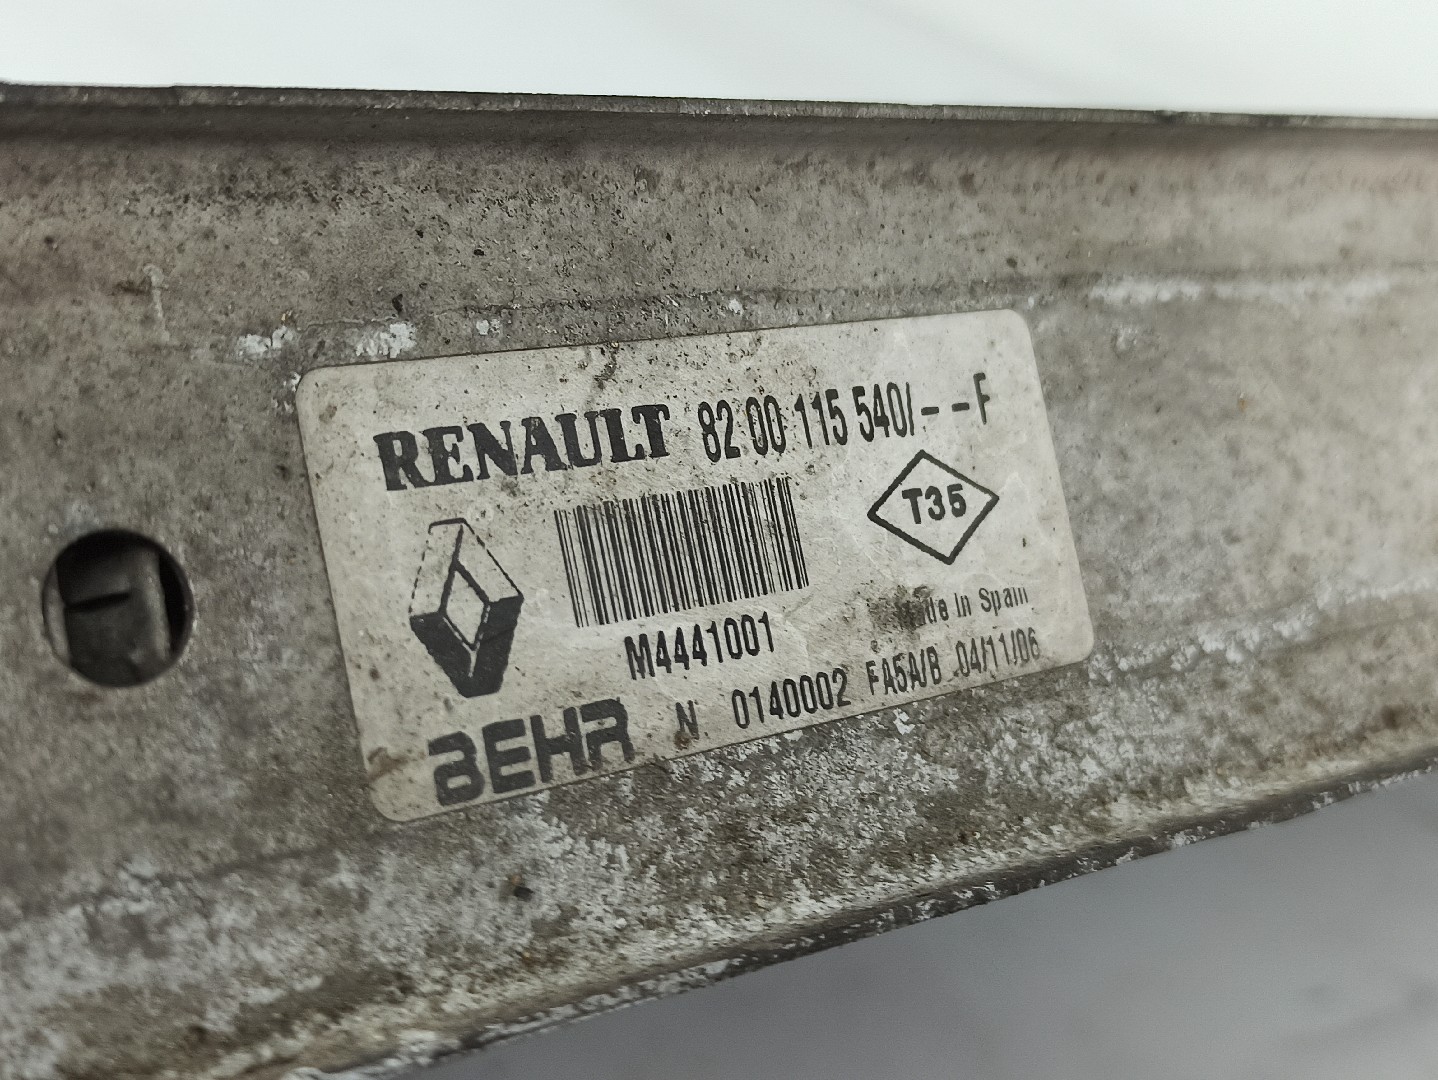 RENAULT 82 00 115 540/--F
T35
M4441001
Made In Spain
BEHR N. 0140002 FA5A/B 04/11/06